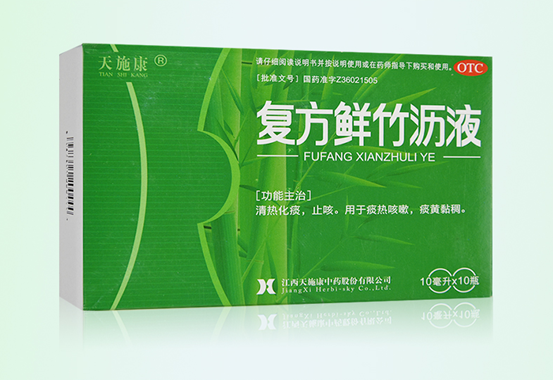 天施康®
TIAN SHI KANG
请仔细阅读说明书并按说明使用或在药师指导下购买和使用。 OTC
[批准文号] 国药准字Z36021505
复方鲜竹沥液
FUFANG XIANZHULI YE
[功能主治]
清热化痰，止咳。用于痰热咳嗽，痰黄黏稠。
江西天施康中药股份有限公司
JiangXi Herbi-sky Co.,Ltd.
10毫升x10瓶